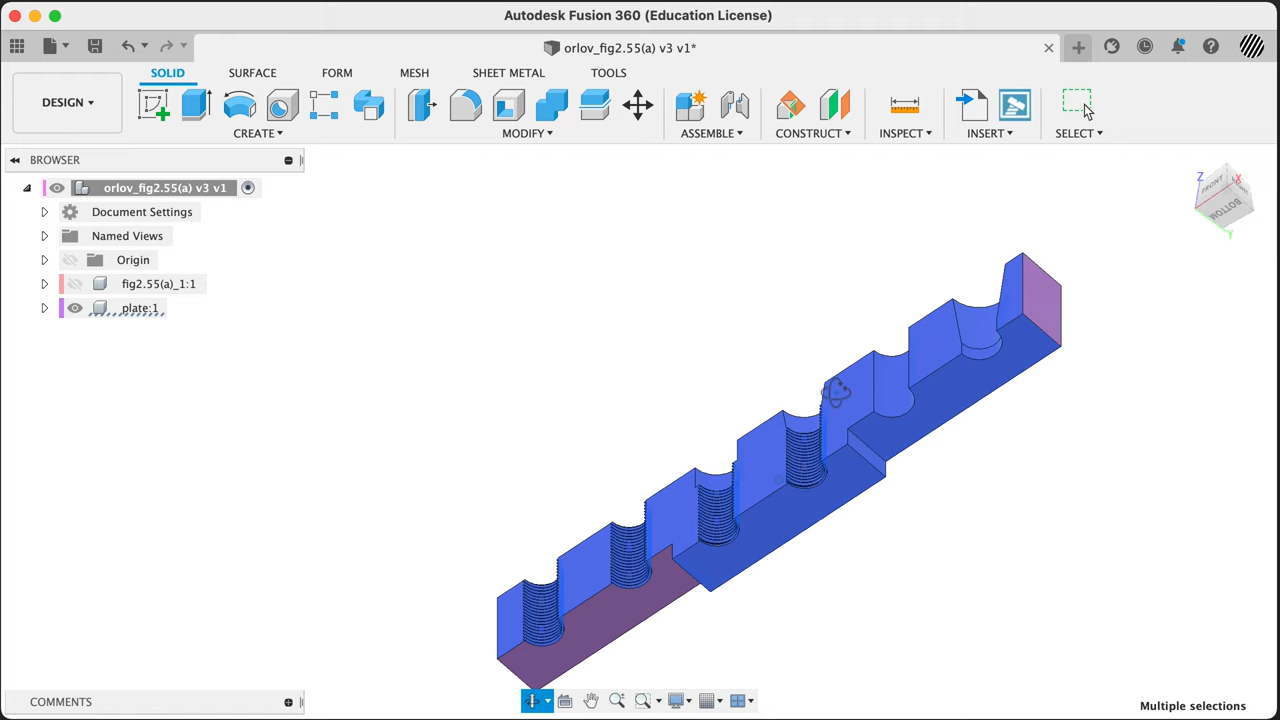 Autodesk Fusion 360 (Education License)
orlov_fig2.55(a) v3 v1*
SOLID SURFACE FORM MESH SHEET METAL TOOLS
DESIGN
CREATE MODIFY ASSEMBLE CONSTRUCT INSPECT INSERT SELECT
BROWSER
orlov_fig2.55(a) v3 v1
Document Settings
Named Views
Origin
fig2.55(a)_1:1
plate:1
Z
X
FRONT
BOTTOM
Y
COMMENTS
Multiple selections